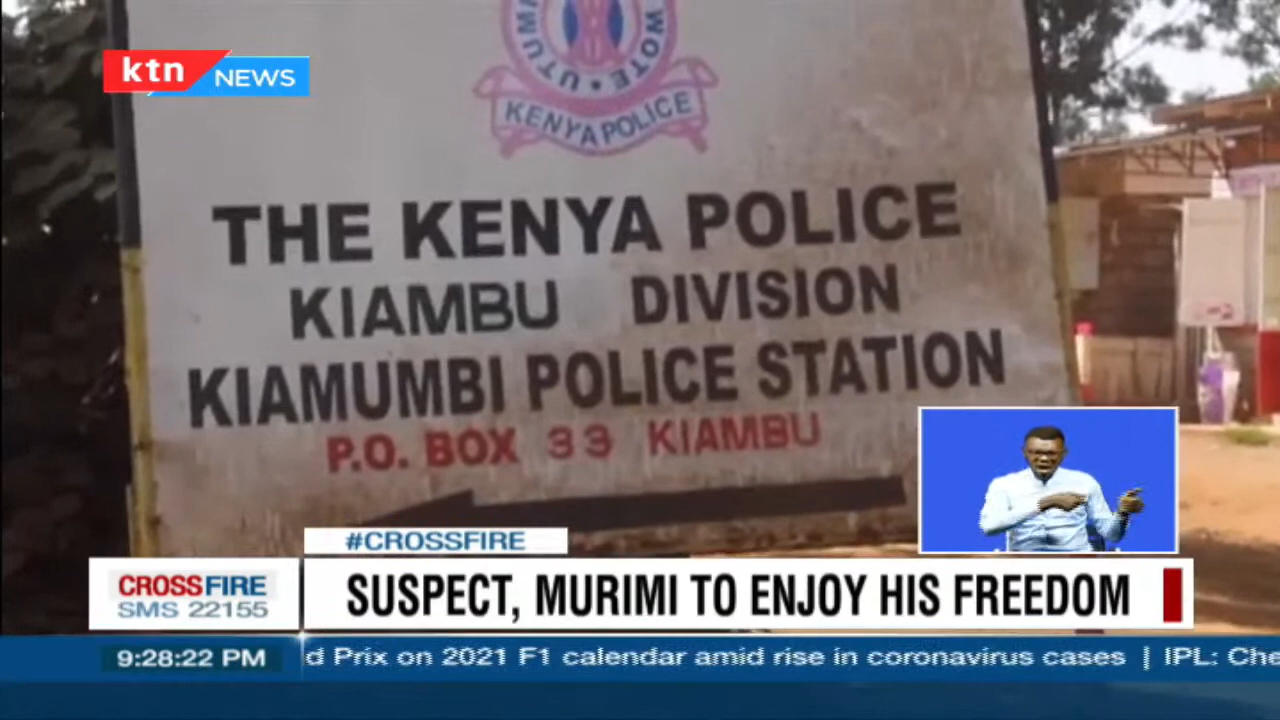 ktn NEWS
UTUMI WOTE
KENYA POLICE
THE KENYA POLICE
KIAMBU DIVISION
KIAMUMBI POLICE STATION
P.O. BOX 33 KIAMBU
#CROSSFIRE
CROSSFIRE
SMS 22155
SUSPECT, MURIMI TO ENJOY HIS FREEDOM
9:28:22 PM
d Prix on 2021 F1 calendar amid rise in coronavirus cases | IPL: Che